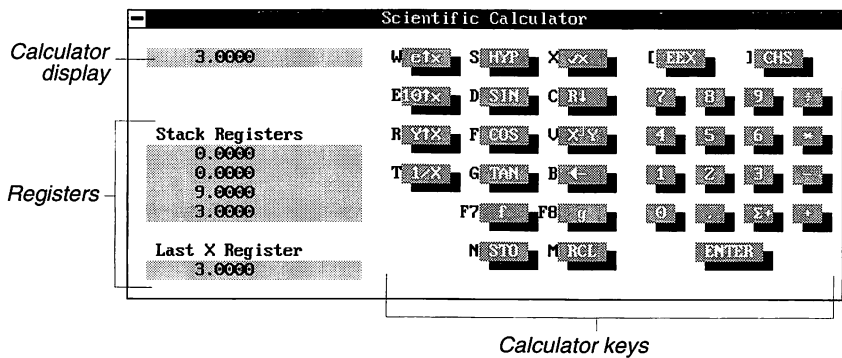 Scientific Calculator
Calculator display
3.0000
W e↑x S HYP X √x [ EEX ] CHS
E 10↑x D SIN C R↓ 7 8 9 ÷
Registers
Stack Registers
R Y↑X F COS V X-Y 4 5 6 *
0.0000
0.0000
9.0000
3.0000
T 1/X G TAN B ← 1 2 3 -
F7 f F8 g 0 . Σ+ +
Last X Register
3.0000
N STO M RCL ENTER
Calculator keys